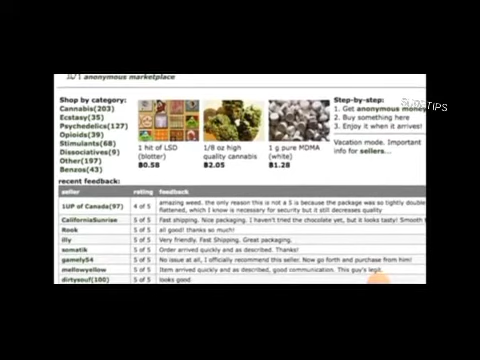 anonymous marketplace
Shop by category:
Cannabis(203)
Ecstasy(35)
Psychedelics(127)
Opioids(39)
Stimulants(68)
Dissociatives(9)
Other(197)
Benzos(43)
1 hit of LSD
(blotter)
฿0.58
1/8 oz high
quality cannabis
฿2.05
1 g pure MDMA
(white)
฿1.28
Step-by-step:
1. Get anonymous money
2. Buy something here
3. Enjoy it when it arrives!
Vacation mode. Important
info for sellers...
recent feedback:
seller rating feedback
1UP of Canada(97) 4 of 5 amazing weed. the only reason this is not a 5 is because the package was so tightly double
flattened, which I know is necessary for security but it still decreases quality
CaliforniaSunrise 5 of 5 Fast shipping. Nice packaging. I haven't tried the chocolate yet, but it looks tasty! Smooth t
Rook 5 of 5 all good! thanks so much!
illy 5 of 5 Very friendly. Fast Shipping. Great packaging.
somatik 5 of 5 Order arrived quickly and as described. Thanks!
gamely54 5 of 5 No issue at all, I officially recommend this seller. Now go forth and purchase from him!
mellowyellow 5 of 5 Item arrived quickly and as described, good communication. This guy's legit.
dirtysouf(100) 5 of 5 looks good